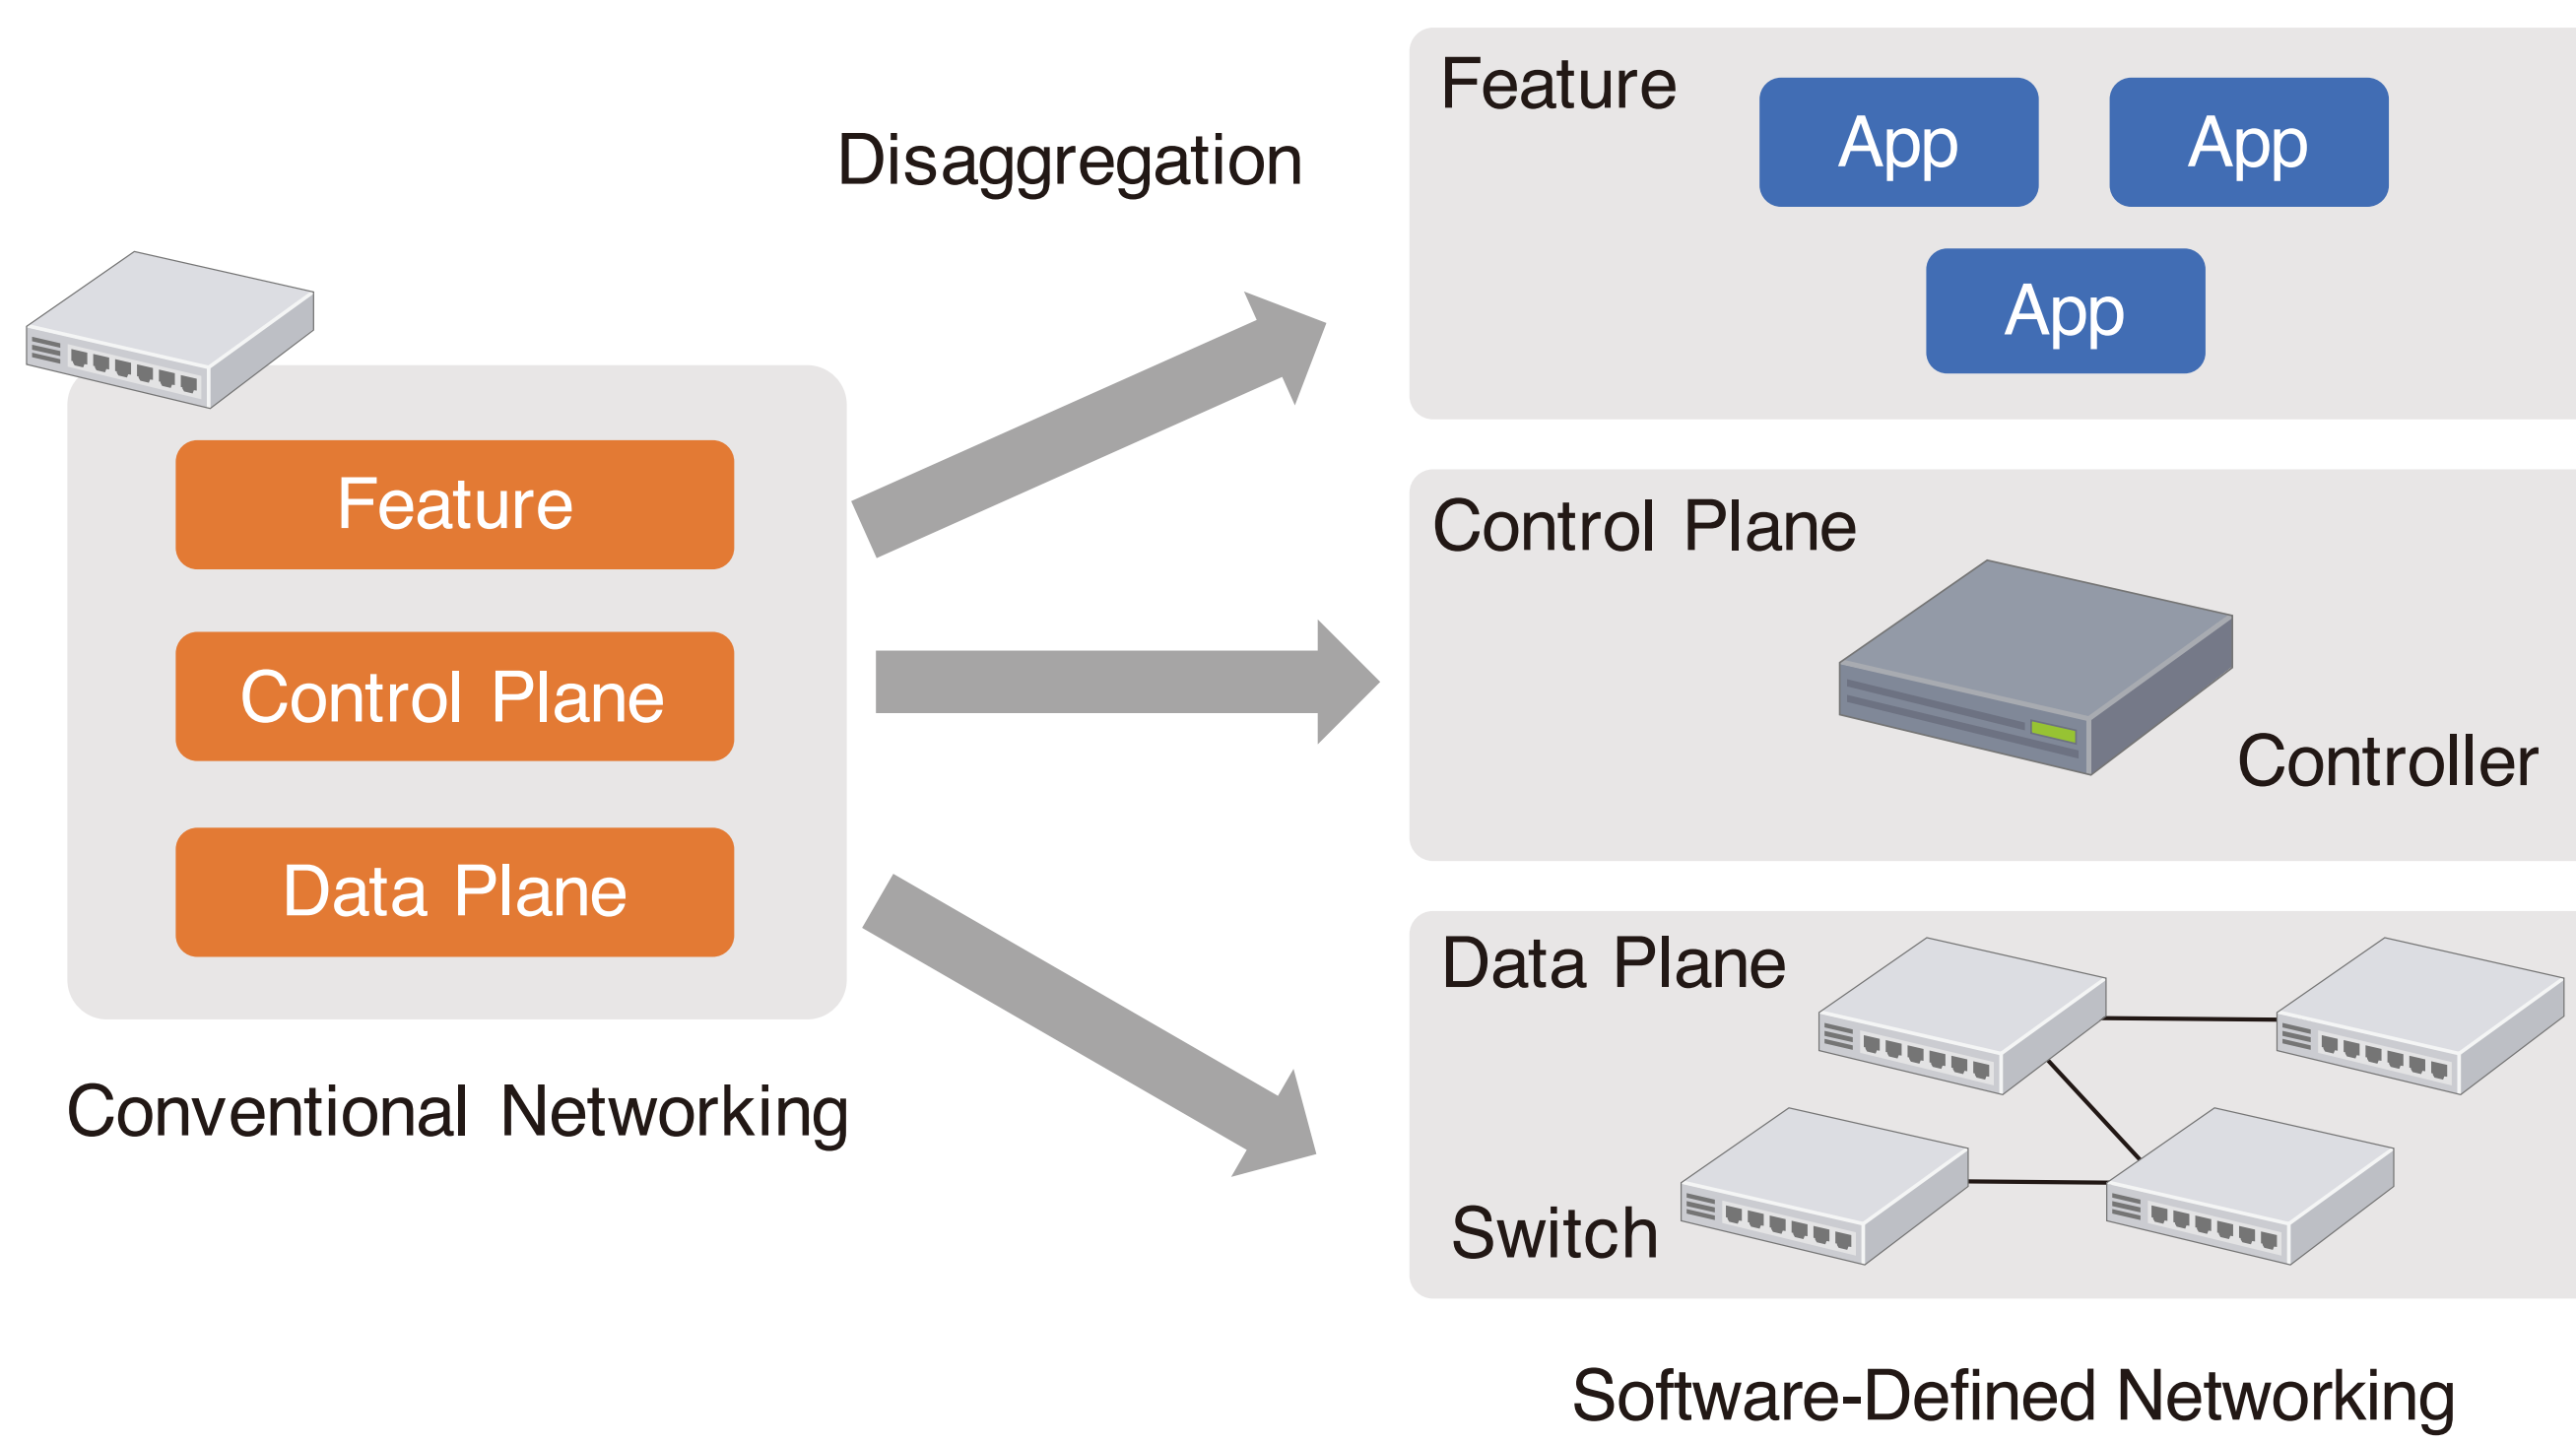 Disaggregation
Feature
Control Plane
Data Plane
Conventional Networking
Feature
App
App
App
Control Plane
Controller
Data Plane
Switch
Software-Defined Networking